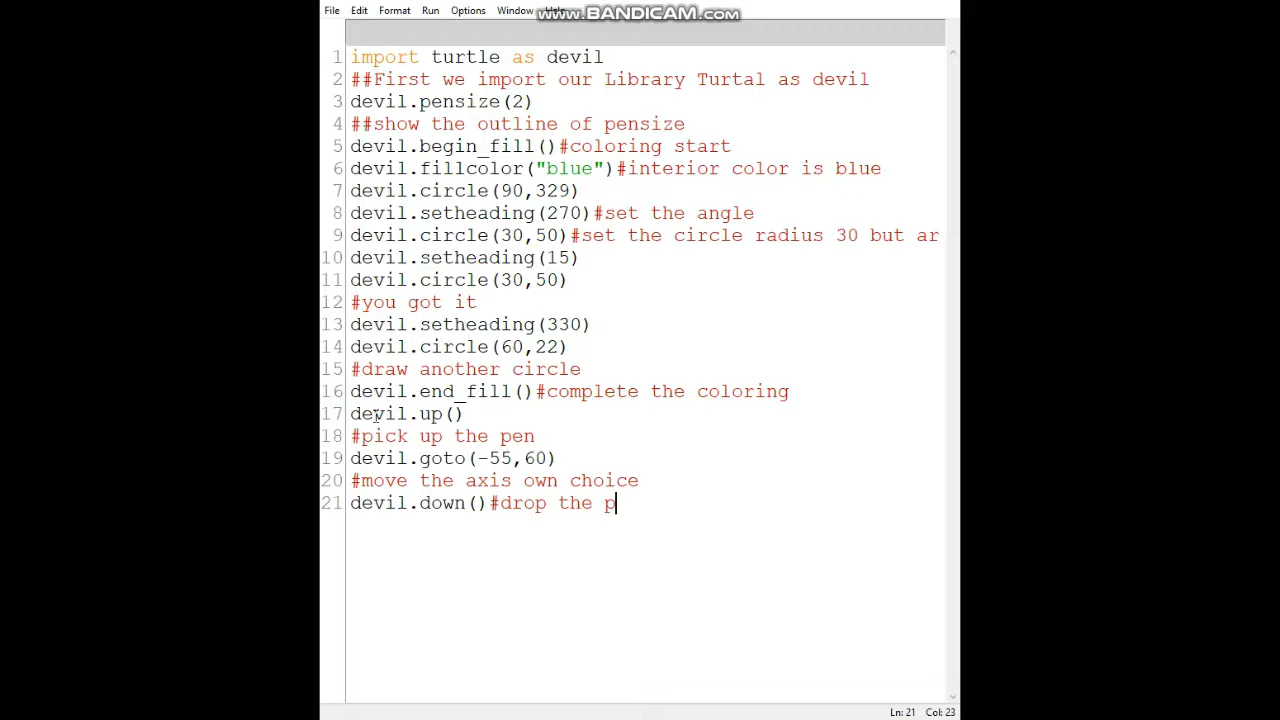 File Edit Format Run Options Window Help
www.BANDICAM.com
1 import turtle as devil
2 ##First we import our Library Turtal as devil
3 devil.pensize(2)
4 ##show the outline of pensize
5 devil.begin_fill()#coloring start
6 devil.fillcolor("blue")#interior color is blue
7 devil.circle(90,329)
8 devil.setheading(270)#set the angle
9 devil.circle(30,50)#set the circle radius 30 but ar
10 devil.setheading(15)
11 devil.circle(30,50)
12 #you got it
13 devil.setheading(330)
14 devil.circle(60,22)
15 #draw another circle
16 devil.end_fill()#complete the coloring
17 devil.up()
18 #pick up the pen
19 devil.goto(-55,60)
20 #move the axis own choice
21 devil.down()#drop the p
Ln: 21 Col: 23